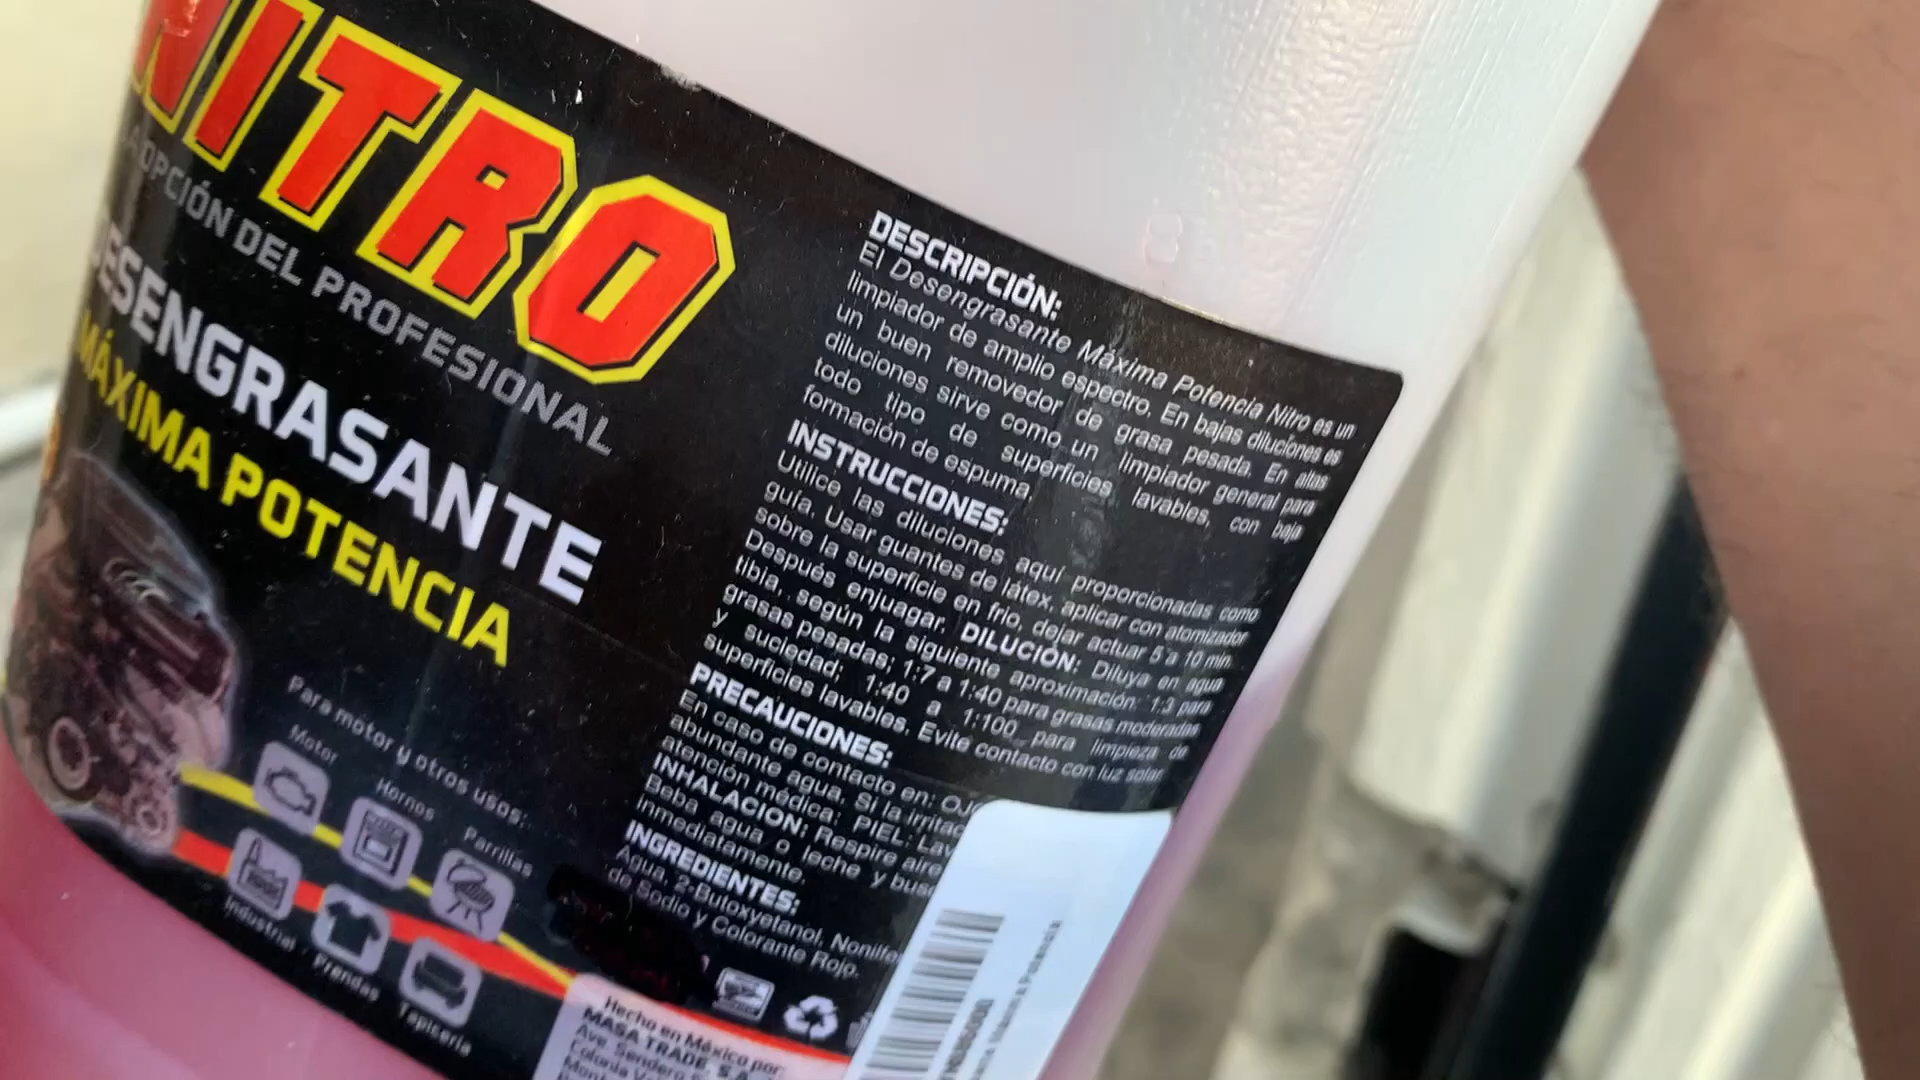 NITRO
LA OPCIÓN DEL PROFESIONAL
DESENGRASANTE
MÁXIMA POTENCIA
Para motor y otros usos:
Motor
Hornos
Parrillas
Industrial
Prendas
Tapicería
DESCRIPCIÓN:
El Desengrasante Máxima Potencia Nitro es un
limpiador de amplio espectro. En bajas diluciones es
un buen removedor de grasa pesada. En altas
diluciones sirve como un limpiador general para
todo tipo de superficies lavables, con baja
formación de espuma.
INSTRUCCIONES:
Utilice las diluciones aquí proporcionadas como
guía. Usar guantes de látex, aplicar con atomizador
sobre la superficie en frio, dejar actuar 5 a 10 min.
Después enjuagar. DILUCIÓN: Diluya en agua
tibia, según la siguiente aproximación: 1:3 para
grasas pesadas; 1:7 a 1:40 para grasas moderadas
y suciedad; 1:40 a 1:100 para limpieza de
superficies lavables. Evite contacto con luz solar
PRECAUCIONES:
En caso de contacto en:
abundante agua. Si la
atención médica: PIEL:
INHALACION: Respire aire
Beba agua o leche y
inmediatamente.
INGREDIENTES:
Agua, 2-Butoxyetanol,
de Sodio y Colorante Rojo.
Hecho en México por:
MASA TRADE, S.A.
Ave. Sendero
Colonia
Máxima Potencia